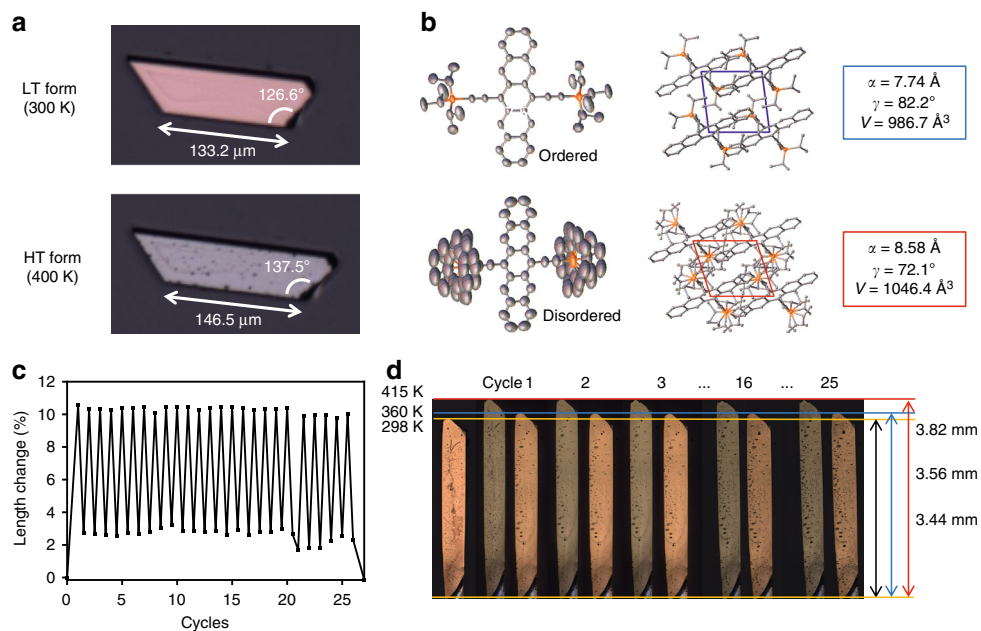 a
LT form
(300 K)
126.6°
133.2 μm
HT form
(400 K)
137.5°
146.5 μm
b
Ordered
α = 7.74 Å
γ = 82.2°
V = 986.7 Å³
Disordered
α = 8.58 Å
γ = 72.1°
V = 1046.4 Å³
c
Length change (%)
12
10
8
6
4
2
0
0 5 10 15 20 25
Cycles
d
Cycle 1 2 3 ... 16 ... 25
415 K
360 K
298 K
3.82 mm
3.56 mm
3.44 mm